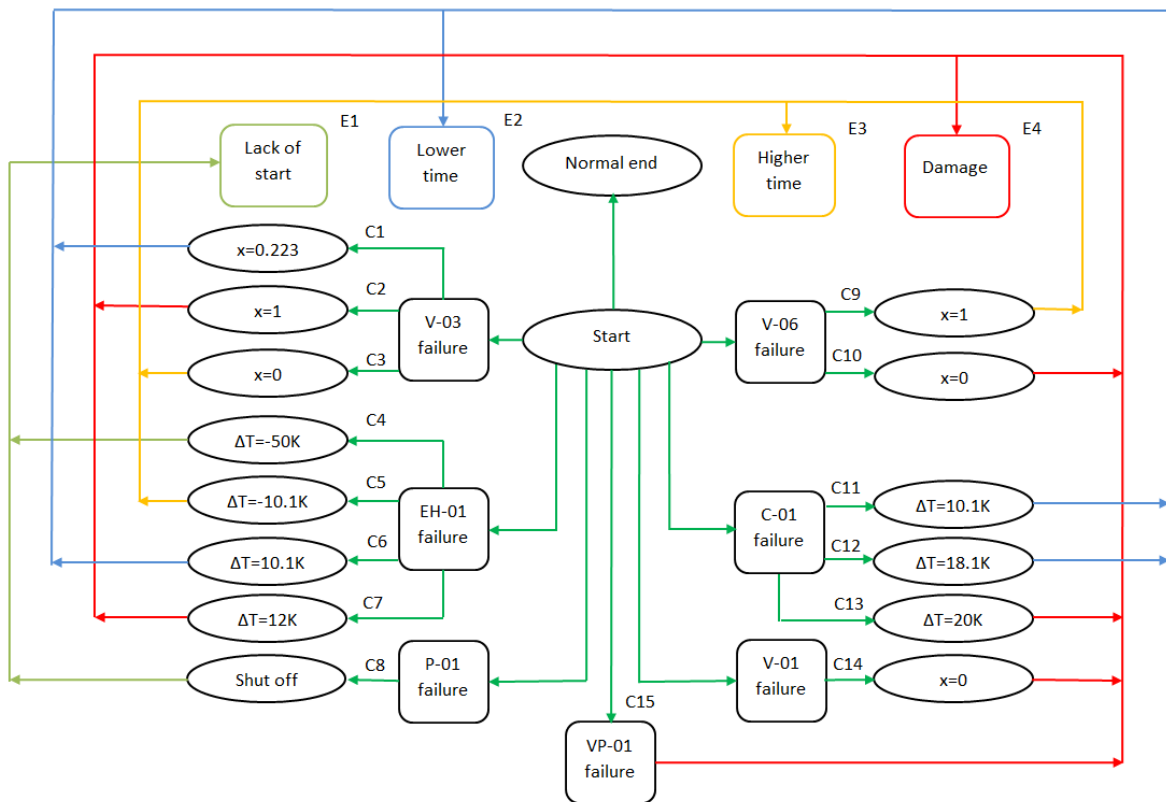 E1
E2
E3
E4
Lack of
start
Lower
time
Normal end
Higher
time
Damage
C1
x=0.223
C2
x=1
V-03
failure
C3
x=0
Start
V-06
failure
C9
x=1
C10
x=0
C4
ΔT=-50K
C5
ΔT=-10.1K
EH-01
failure
C6
ΔT=10.1K
C7
ΔT=12K
C-01
failure
C11
ΔT=10.1K
C12
ΔT=18.1K
C13
ΔT=20K
C8
Shut off
P-01
failure
V-01
failure
C14
x=0
C15
VP-01
failure